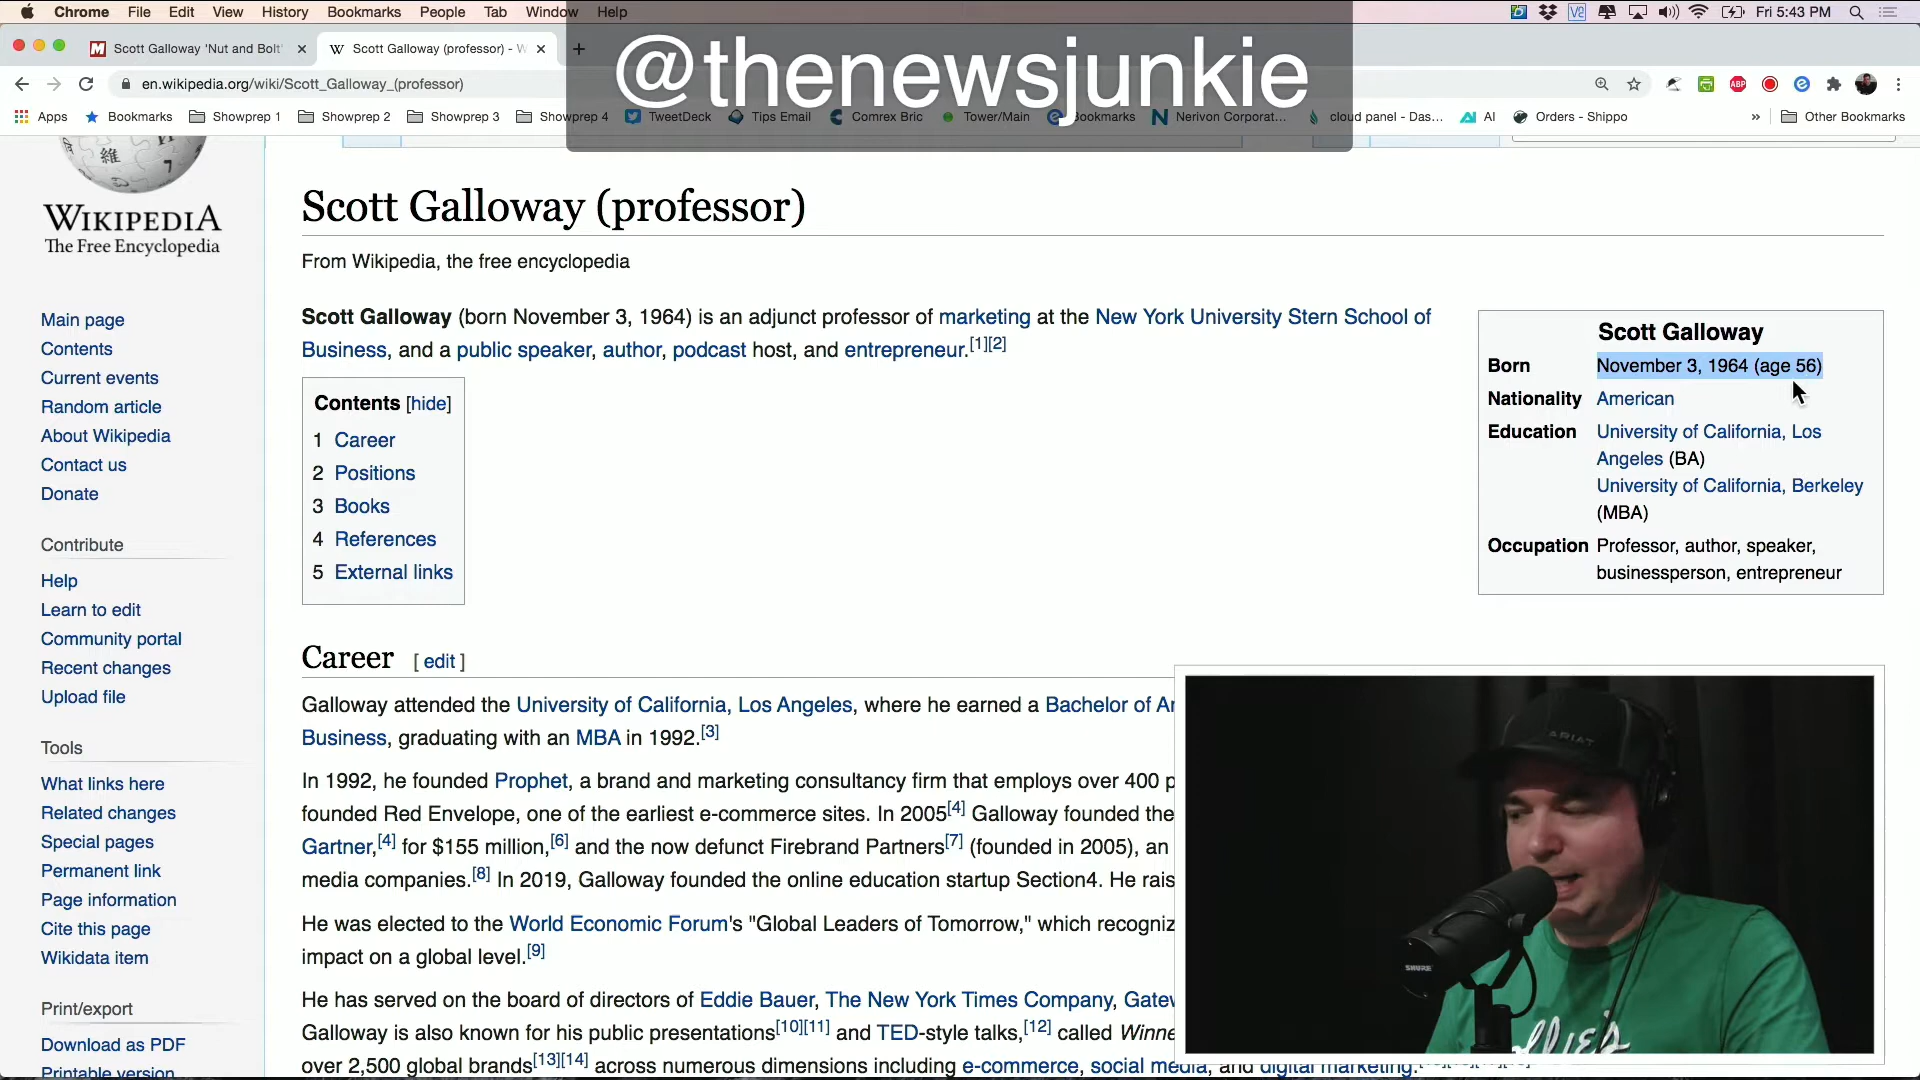 Chrome File Edit View History Bookmarks People Tab Window Help
Fri 5:43 PM
@thenewsjunkie
Scott Galloway 'Nut and Bolt'
Scott Galloway (professor) - W
en.wikipedia.org/wiki/Scott_Galloway_(professor)
Apps Bookmarks Showprep 1 Showprep 2 Showprep 3 Showprep 4 TweetDeck Tips Email Comrex Bric Tower/Main Bookmarks Nerivon Corporat... cloud panel - Das... AI Orders - Shippo » Other Bookmarks
WIKIPEDIA
The Free Encyclopedia
Main page
Contents
Current events
Random article
About Wikipedia
Contact us
Donate
Contribute
Help
Learn to edit
Community portal
Recent changes
Upload file
Tools
What links here
Related changes
Special pages
Permanent link
Page information
Cite this page
Wikidata item
Print/export
Download as PDF
Printable version
Scott Galloway (professor)
From Wikipedia, the free encyclopedia
Scott Galloway (born November 3, 1964) is an adjunct professor of marketing at the New York University Stern School of
Business, and a public speaker, author, podcast host, and entrepreneur.[1][2]
Contents [hide]
1 Career
2 Positions
3 Books
4 References
5 External links
Scott Galloway
Born November 3, 1964 (age 56)
Nationality American
Education University of California, Los
Angeles (BA)
University of California, Berkeley
(MBA)
Occupation Professor, author, speaker,
businessperson, entrepreneur
Career [ edit ]
Galloway attended the University of California, Los Angeles, where he earned a Bachelor of Ar
Business, graduating with an MBA in 1992.[3]
In 1992, he founded Prophet, a brand and marketing consultancy firm that employs over 400 p
founded Red Envelope, one of the earliest e-commerce sites. In 2005[4] Galloway founded the
Gartner,[4] for $155 million,[6] and the now defunct Firebrand Partners[7] (founded in 2005), an
media companies.[8] In 2019, Galloway founded the online education startup Section4. He rais
He was elected to the World Economic Forum's "Global Leaders of Tomorrow," which recogniz
impact on a global level.[9]
He has served on the board of directors of Eddie Bauer, The New York Times Company, Gatew
Galloway is also known for his public presentations[10][11] and TED-style talks,[12] called Winne
over 2,500 global brands[13][14] across numerous dimensions including e-commerce, social media, and digital marketing.
ARIAT
SHURE